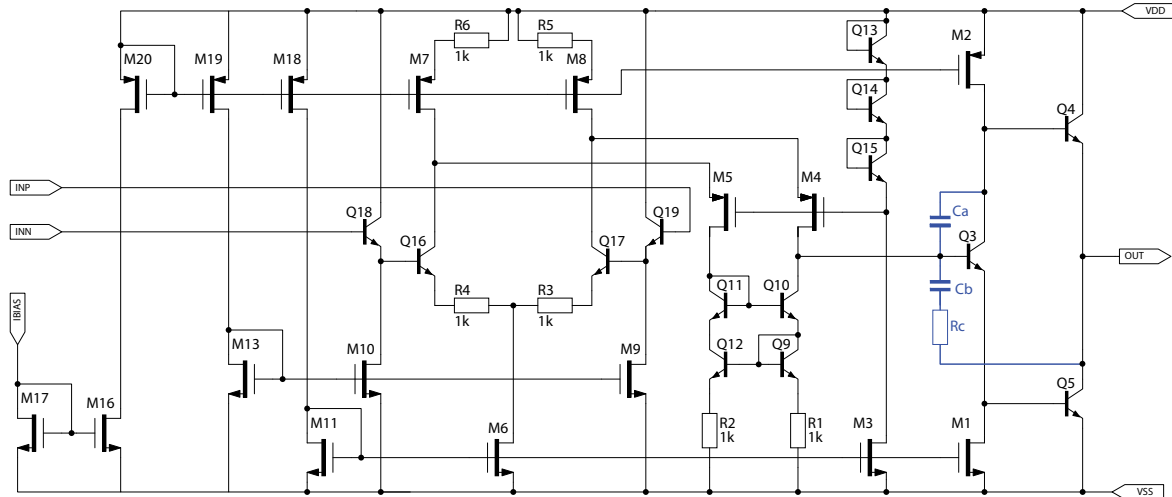 VDD
R6
1k
R5
1k
Q13
M2
M20
M19
M18
M7
M8
Q14
Q4
Q15
M5
M4
INP
Q18
Q19
Ca
INN
Q16
Q17
Q3
OUT
R4
1k
R3
1k
Q11
Q10
Cb
IBIAS
Rc
Q12
Q9
M13
M10
M9
Q5
M17
M16
M11
M6
R2
1k
R1
1k
M3
M1
VSS